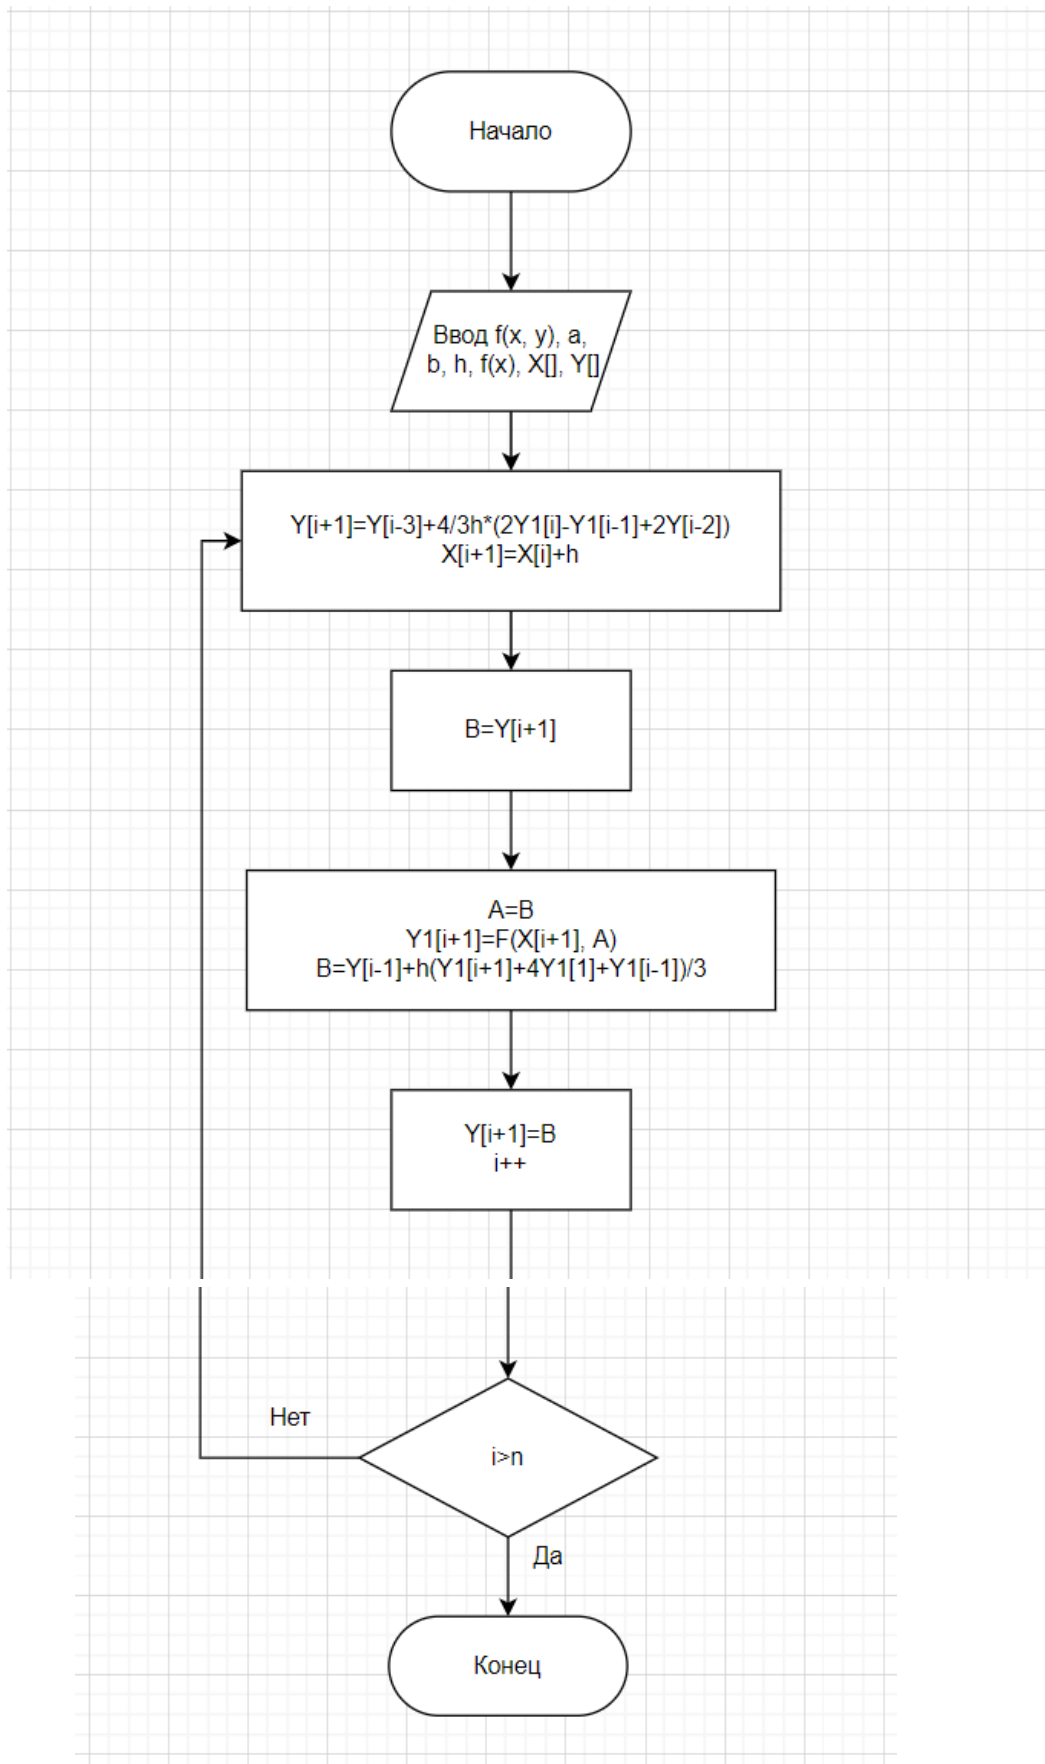 Начало
Ввод f(x, y), a,
b, h, f(x), X[], Y[]
Y[i+1]=Y[i-3]+4/3h*(2Y1[i]-Y1[i-1]+2Y[i-2])
X[i+1]=X[i]+h
B=Y[i+1]
A=B
Y1[i+1]=F(X[i+1], A)
B=Y[i-1]+h(Y1[i+1]+4Y1[1]+Y1[i-1])/3
Y[i+1]=B
i++
Нет
i>n
Да
Конец